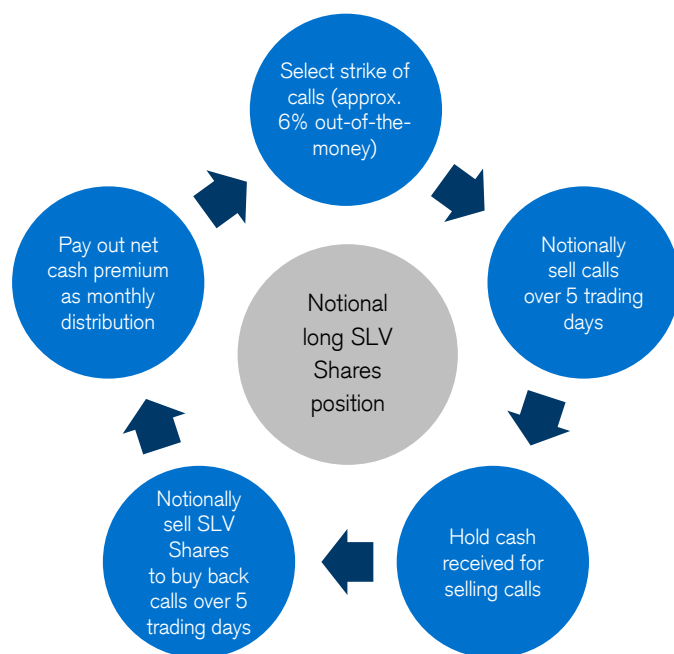 Select strike of
calls (approx.
6% out-of-the-
money)
Notionally
sell calls
over 5 trading
days
Hold cash
received for
selling calls
Notionally
sell SLV
Shares
to buy back
calls over 5
trading days
Pay out net
cash premium
as monthly
distribution
Notional
long SLV
Shares
position